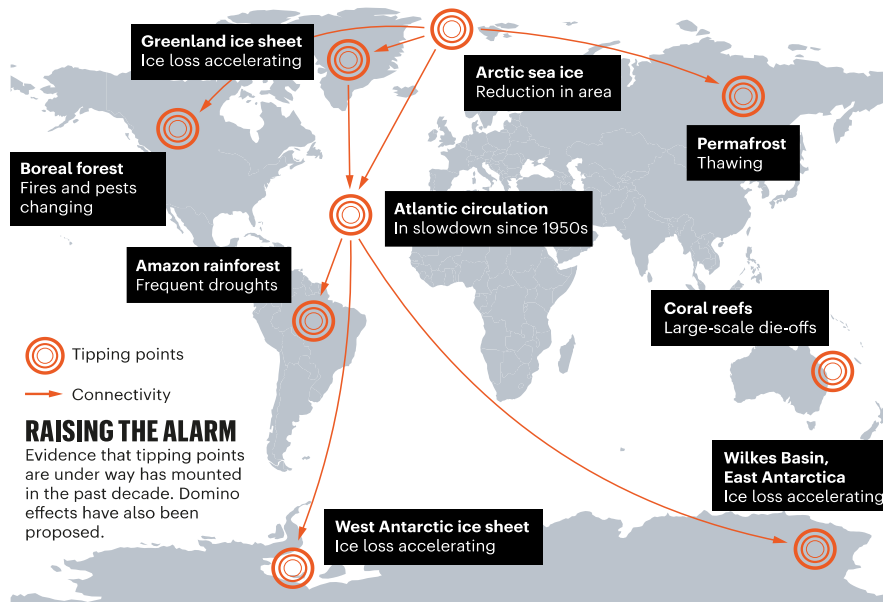 Greenland ice sheet
Ice loss accelerating
Arctic sea ice
Reduction in area
Permafrost
Thawing
Boreal forest
Fires and pests
changing
Atlantic circulation
In slowdown since 1950s
Amazon rainforest
Frequent droughts
Coral reefs
Large-scale die-offs
Tipping points
Connectivity
RAISING THE ALARM
Evidence that tipping points
are under way has mounted
in the past decade. Domino
effects have also been
proposed.
Wilkes Basin,
East Antarctica
Ice loss accelerating
West Antarctic ice sheet
Ice loss accelerating